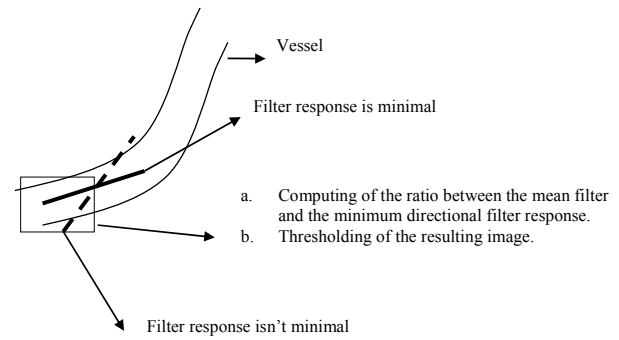 Vessel
Filter response is minimal
a. Computing of the ratio between the mean filter
and the minimum directional filter response.
b. Thresholding of the resulting image.
Filter response isn’t minimal